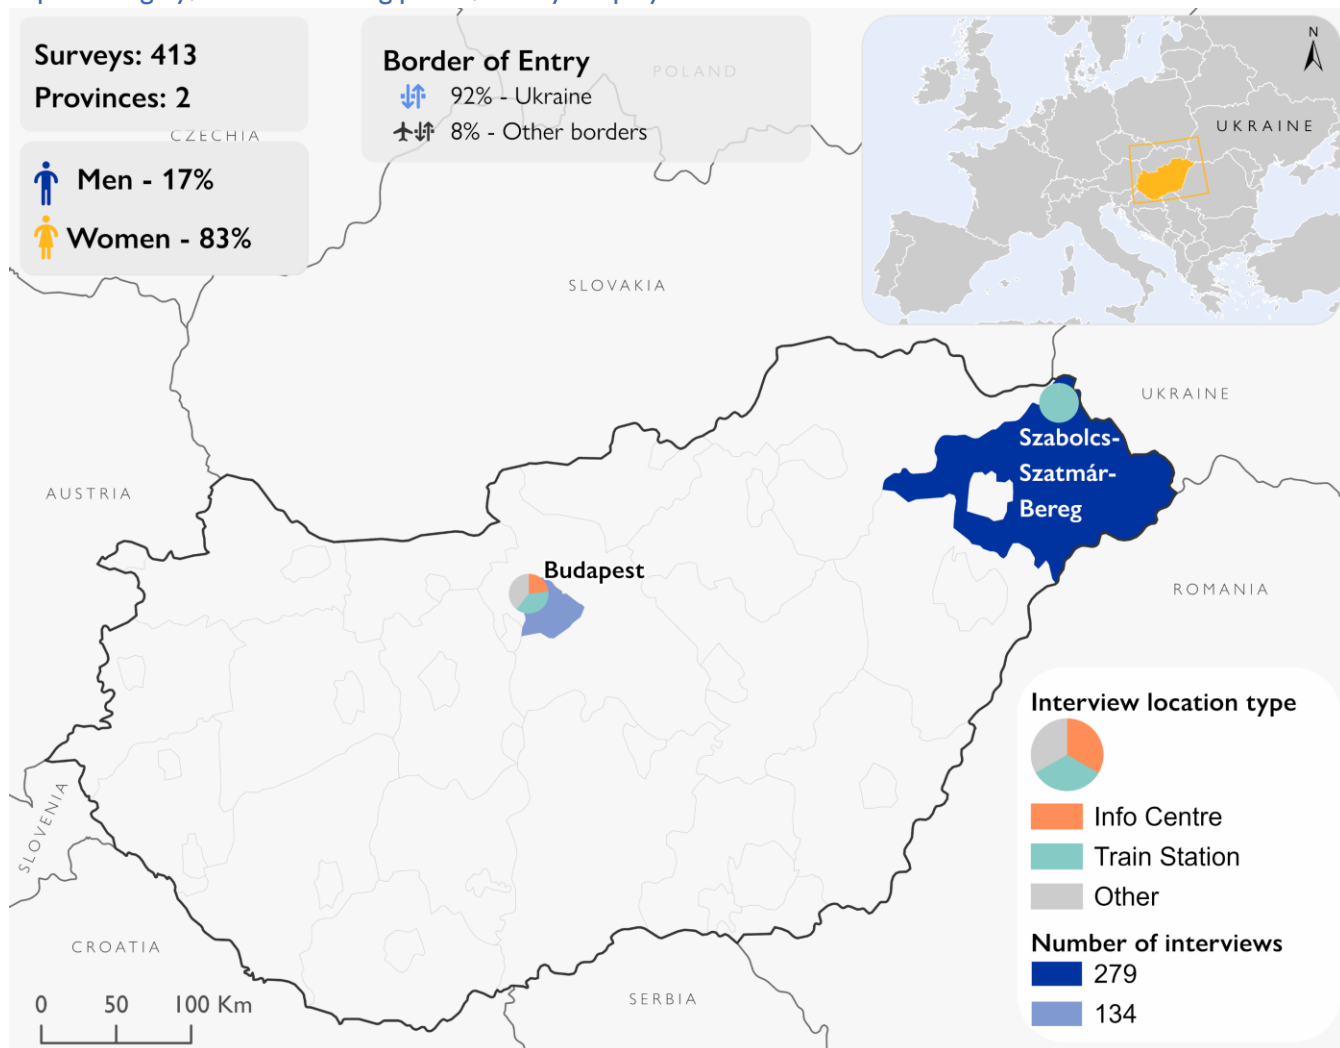 Surveys: 413
Provinces: 2
Border of Entry
92% - Ukraine
8% - Other borders
POLAND
N
UKRAINE
CZECHIA
Men - 17%
Women - 83%
SLOVAKIA
UKRAINE
Szabolcs-
Szatmár-
Bereg
AUSTRIA
Budapest
ROMANIA
Interview location type
Info Centre
Train Station
Other
Number of interviews
279
134
SLOVENIA
CROATIA
SERBIA
0 50 100 Km